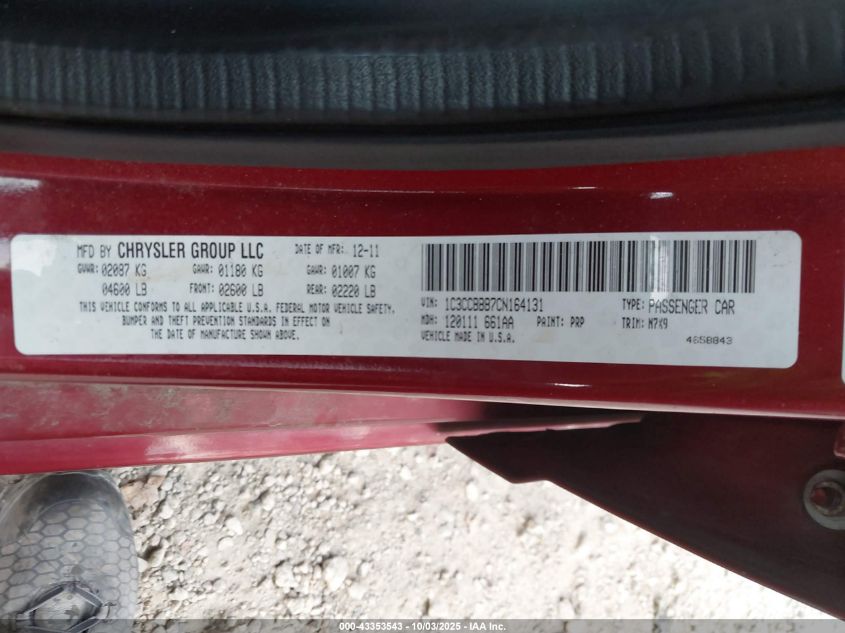 MFD BY CHRYSLER GROUP LLC DATE OF MFR: 12-11
GVWR: 02087 KG GAWR: 01180 KG GAWR: 01007 KG
04600 LB FRONT: 02600 LB REAR: 02220 LB
THIS VEHICLE CONFORMS TO ALL APPLICABLE U.S.A. FEDERAL MOTOR VEHICLE SAFETY,
BUMPER AND THEFT PREVENTION STANDARDS IN EFFECT ON
THE DATE OF MANUFACTURE SHOWN ABOVE.
VIN: 1C3CCBBB7CN164131 TYPE: PASSENGER CAR
MDH: 120111 661AA PAINT: PRP TRIM: M7X9
VEHICLE MADE IN U.S.A. 4658843
000-43353543 - 10/03/2025 - IAA Inc.